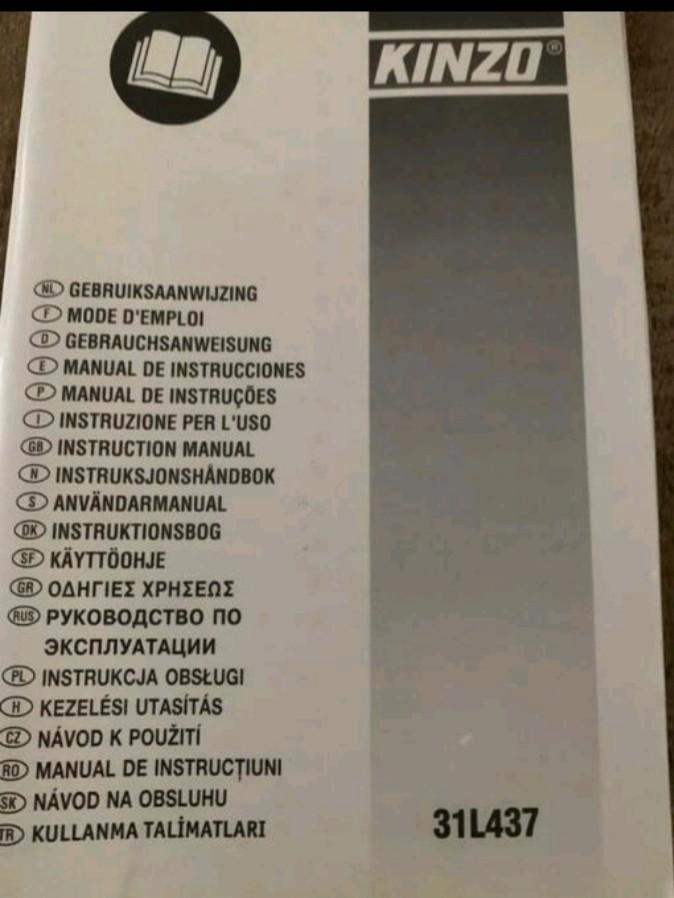 KINZO®
NL GEBRUIKSAANWIJZING
F MODE D'EMPLOI
D GEBRAUCHSANWEISUNG
E MANUAL DE INSTRUCCIONES
P MANUAL DE INSTRUÇÕES
I INSTRUZIONE PER L'USO
GB INSTRUCTION MANUAL
N INSTRUKSJONSHÅNDBOK
S ANVÄNDARMANUAL
DK INSTRUKTIONSBOG
SF KÄYTTÖOHJE
GR ΟΔΗΓΙΕΣ ΧΡΗΣΕΩΣ
RUS РУКОВОДСТВО ПО
ЭКСПЛУАТАЦИИ
PL INSTRUKCJA OBSŁUGI
H KEZELÉSI UTASÍTÁS
CZ NÁVOD K POUŽITÍ
RO MANUAL DE INSTRUCȚIUNI
SK NÁVOD NA OBSLUHU
TR KULLANMA TALİMATLARI
31L437